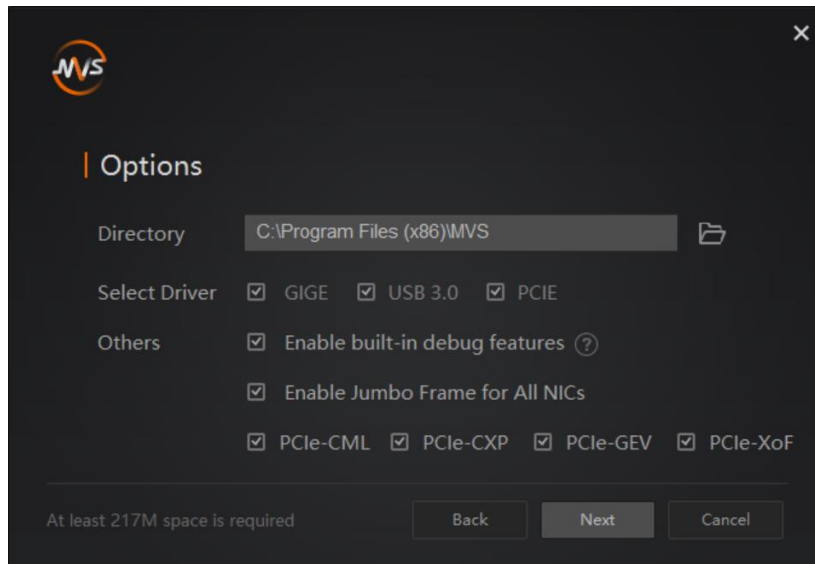 MVS
Options
Directory C:\Program Files (x86)\MVS
Select Driver GIGE USB 3.0 PCIE
Others Enable built-in debug features ?
Enable Jumbo Frame for All NICs
PCIe-CML PCIe-CXP PCIe-GEV PCIe-XoF
At least 217M space is required Back Next Cancel